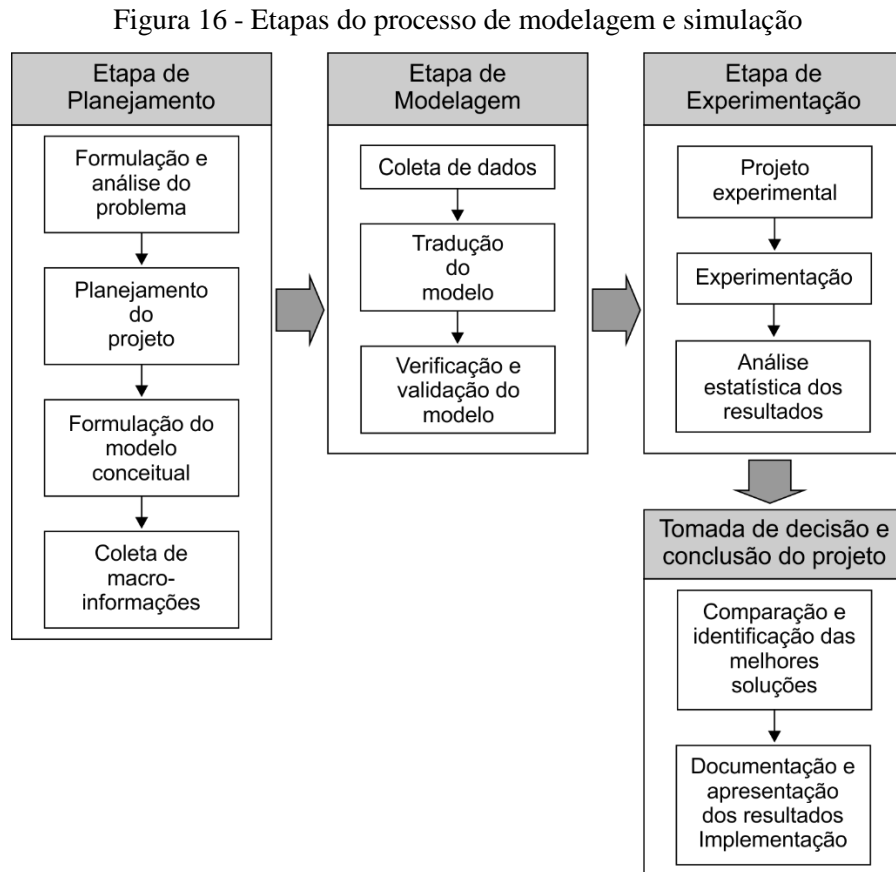 Figura 16 - Etapas do processo de modelagem e simulação
Etapa de
Planejamento
Formulação e
análise do
problema
Planejamento
do
projeto
Formulação do
modelo
conceitual
Coleta de
macro-
informações
Etapa de
Modelagem
Coleta de dados
Tradução
do
modelo
Verificação e
validação do
modelo
Etapa de
Experimentação
Projeto
experimental
Experimentação
Análise
estatística dos
resultados
Tomada de decisão e
conclusão do projeto
Comparação e
identificação das
melhores
soluções
Documentação e
apresentação
dos resultados
Implementação